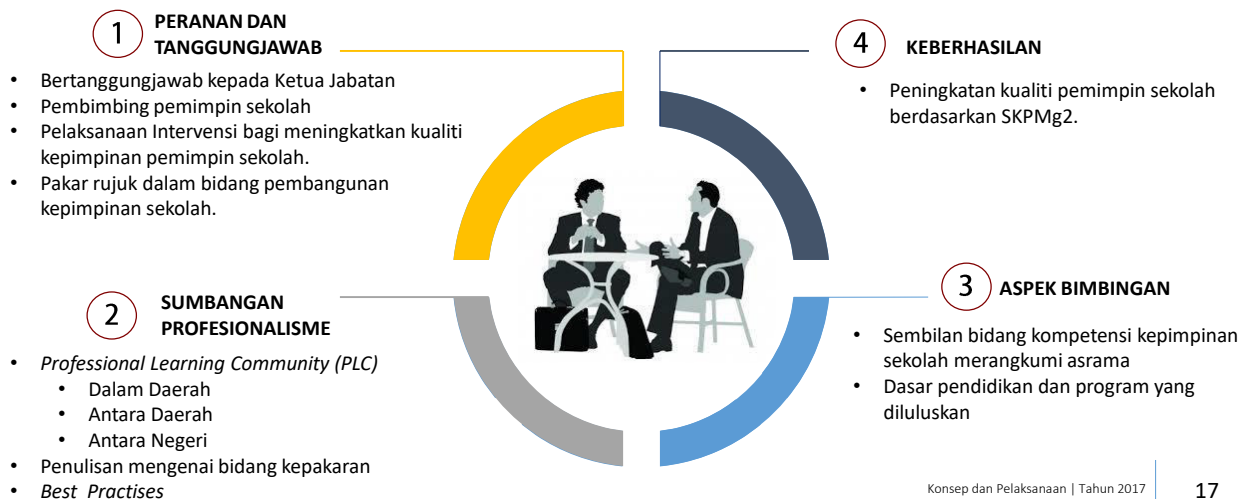 1
PERANAN DAN
TANGGUNGJAWAB
• Bertanggungjawab kepada Ketua Jabatan
• Pembimbing pemimpin sekolah
• Pelaksanaan Intervensi bagi meningkatkan kualiti
kepimpinan pemimpin sekolah.
• Pakar rujuk dalam bidang pembangunan
kepimpinan sekolah.
2
SUMBANGAN
PROFESIONALISME
• Professional Learning Community (PLC)
• Dalam Daerah
• Antara Daerah
• Antara Negeri
• Penulisan mengenai bidang kepakaran
• Best Practises
4
KEBERHASILAN
• Peningkatan kualiti pemimpin sekolah
berdasarkan SKPMg2.
3
ASPEK BIMBINGAN
• Sembilan bidang kompetensi kepimpinan
sekolah merangkumi asrama
• Dasar pendidikan dan program yang
diluluskan
Konsep dan Pelaksanaan | Tahun 2017
17